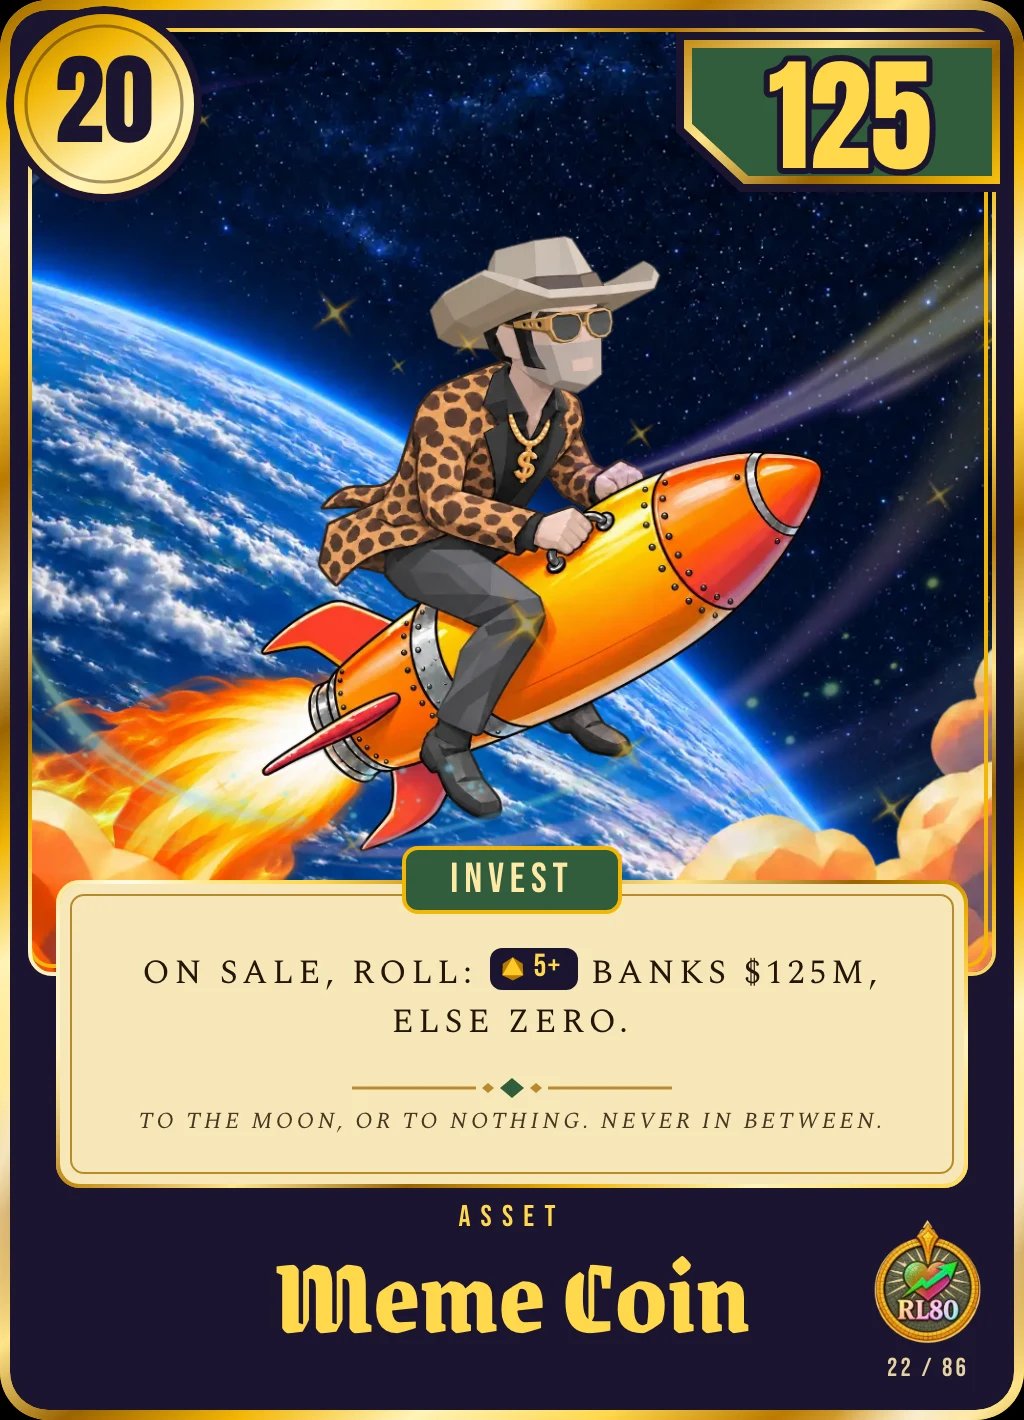 20
125
INVEST
ON SALE, ROLL: 5+ BANKS $125M,
ELSE ZERO.
TO THE MOON, OR TO NOTHING. NEVER IN BETWEEN.
ASSET
Meme Coin
RL80
22 / 86